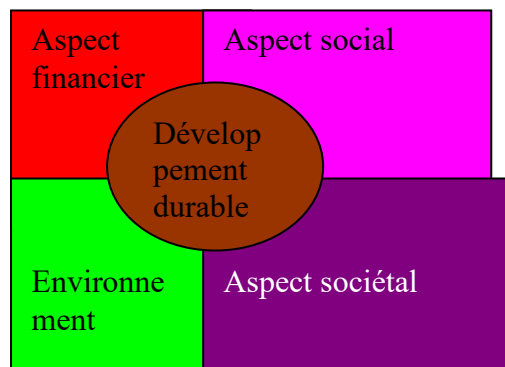 Aspect
financier
Aspect social
Dévelop
pement
durable
Environne
ment
Aspect sociétal